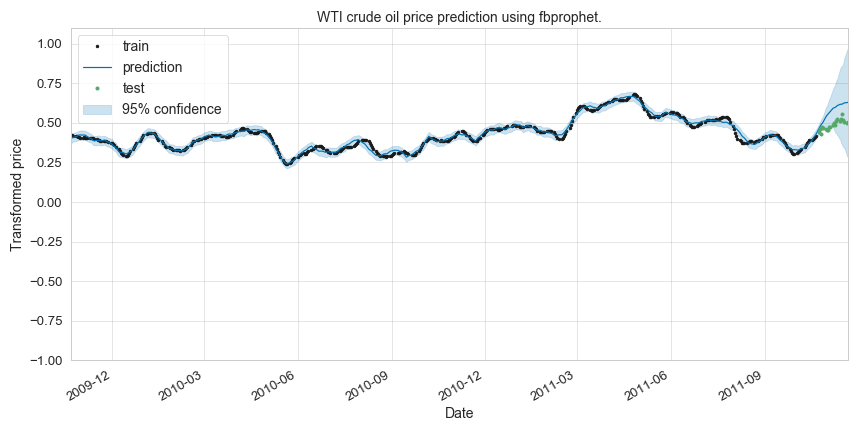 WTI crude oil price prediction using fbprophet.
1.00
0.75
0.50
0.25
0.00
−0.25
−0.50
−0.75
−1.00
Transformed price
train
prediction
test
95% confidence
2009-12
2010-03
2010-06
2010-09
2010-12
2011-03
2011-06
2011-09
Date